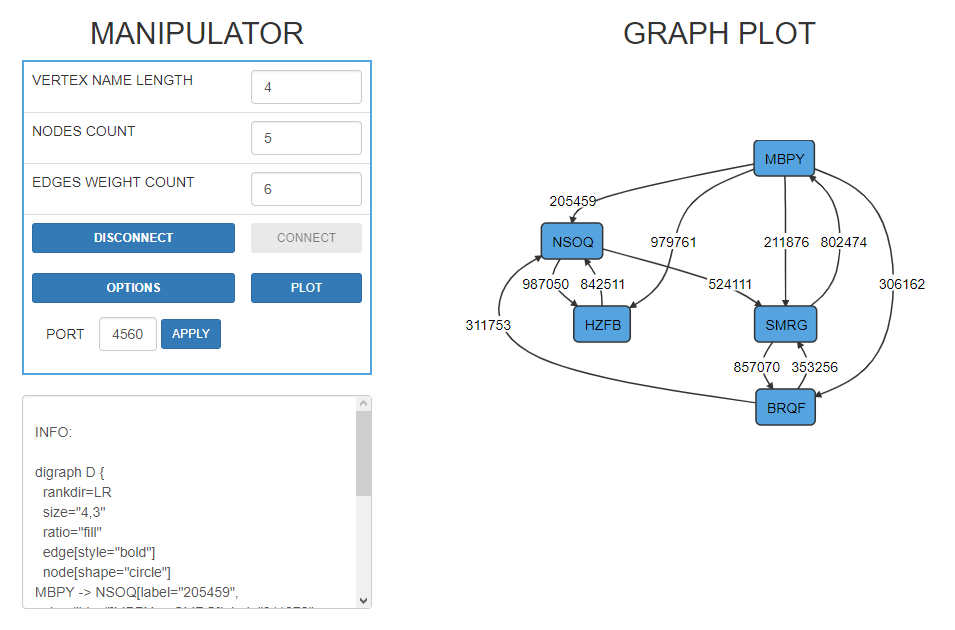 MANIPULATOR
VERTEX NAME LENGTH 4
NODES COUNT 5
EDGES WEIGHT COUNT 6
DISCONNECT CONNECT
OPTIONS PLOT
PORT 4560 APPLY
INFO:
digraph D {
rankdir=LR
size="4,3"
ratio="fill"
edge[style="bold"]
node[shape="circle"]
MBPY -> NSOQ[label="205459",
GRAPH PLOT
MBPY
205459
NSOQ 979761 211876 802474
987050 842511 524111 306162
311753 HZFB SMRG
857070 353256
BRQF